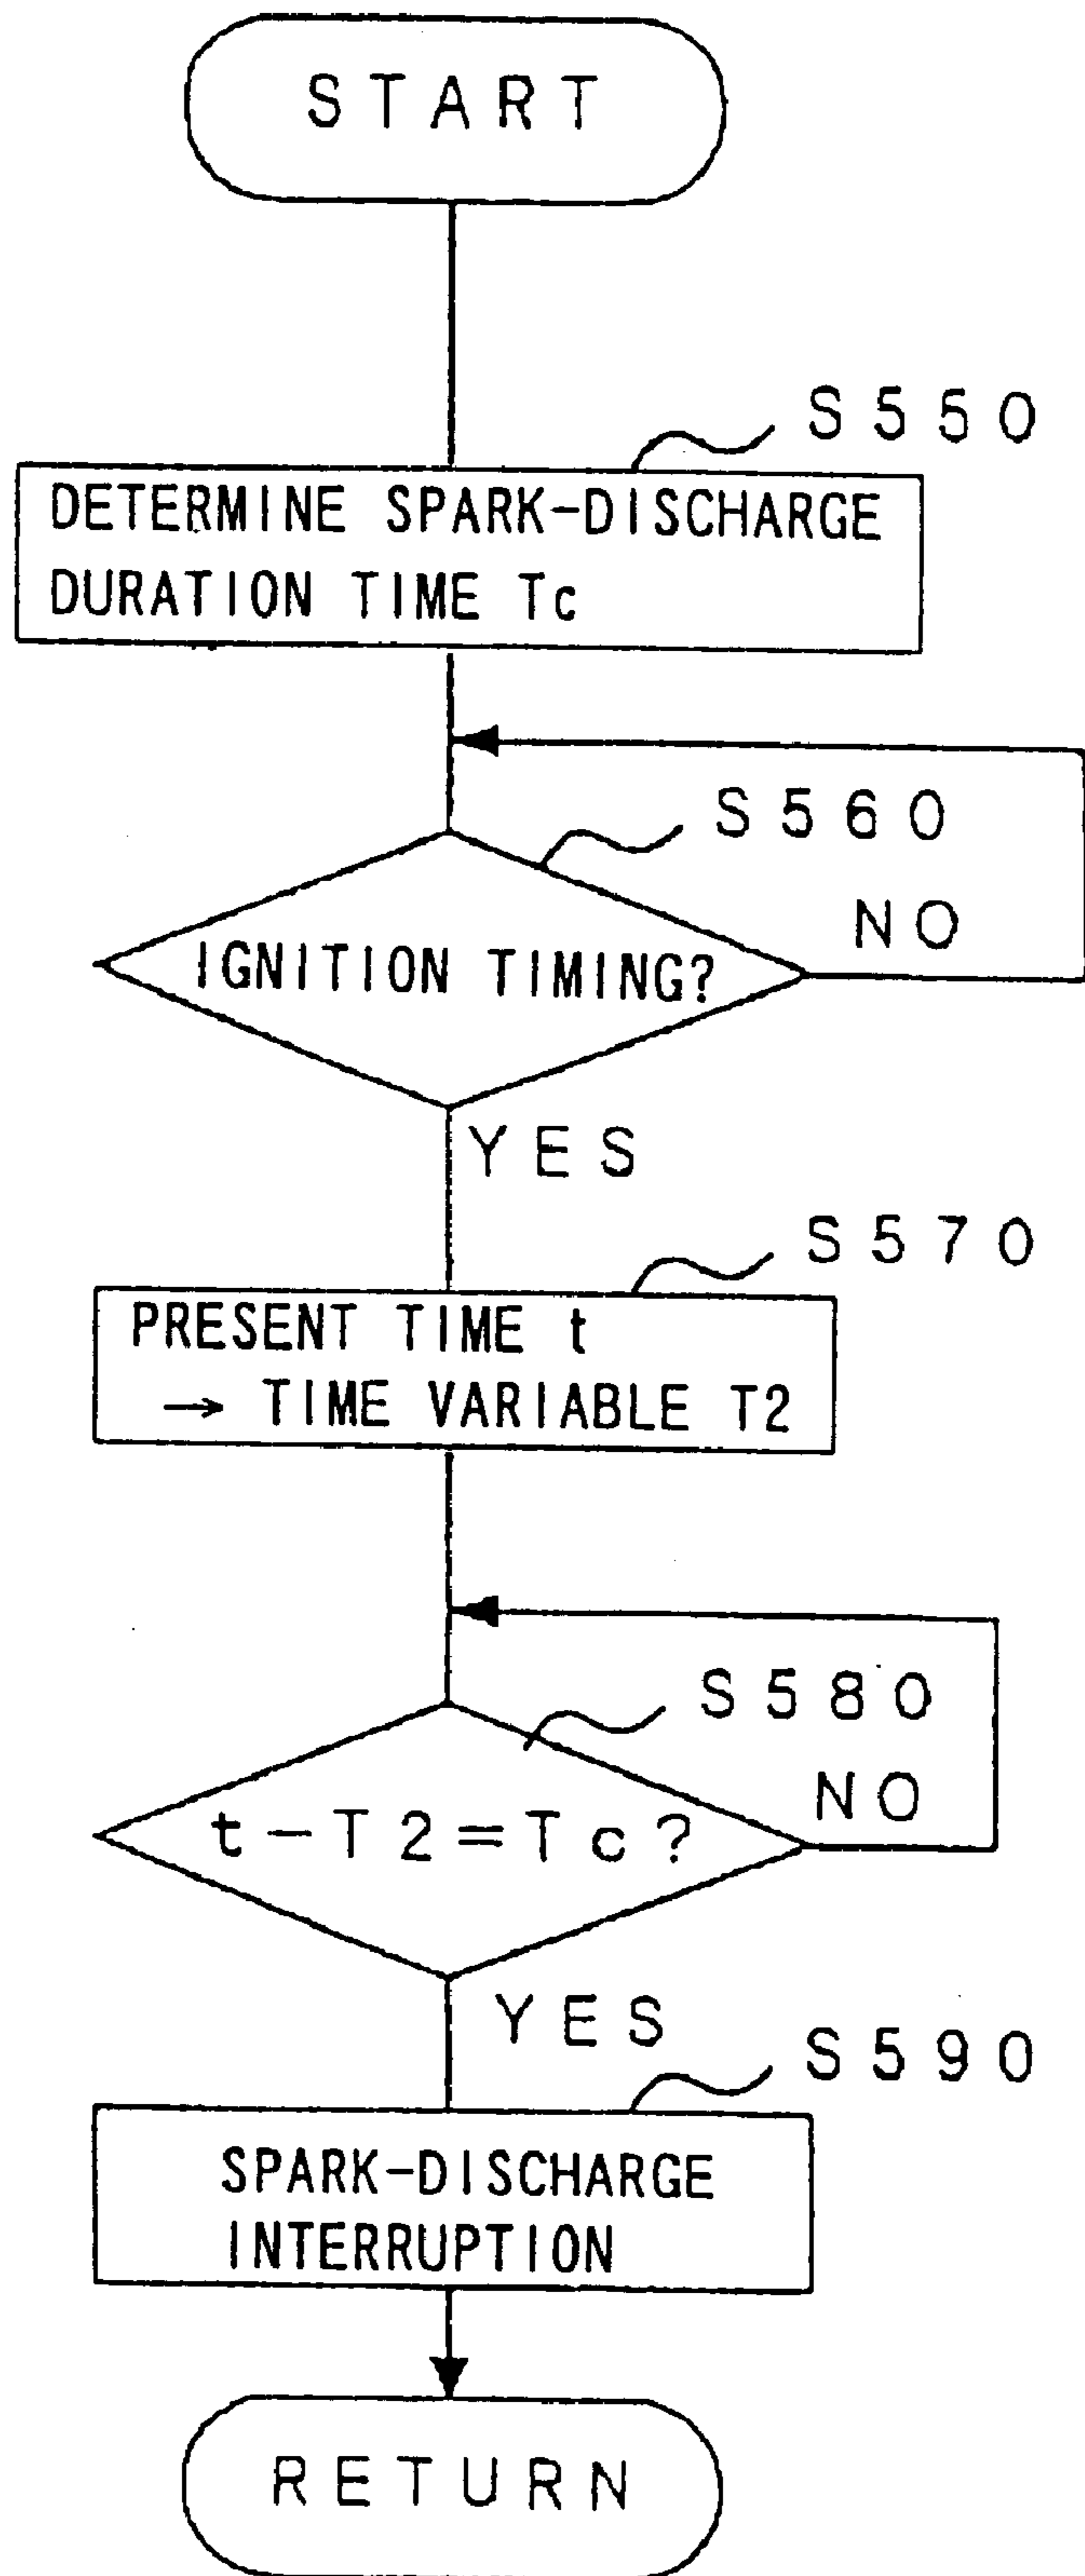 START
S550
DETERMINE SPARK-DISCHARGE
DURATION TIME Tc
S560
NO
IGNITION TIMING?
YES
S570
PRESENT TIME t
→ TIME VARIABLE T2
S580
NO
t-T2=Tc?
YES
S590
SPARK-DISCHARGE
INTERRUPTION
RETURN